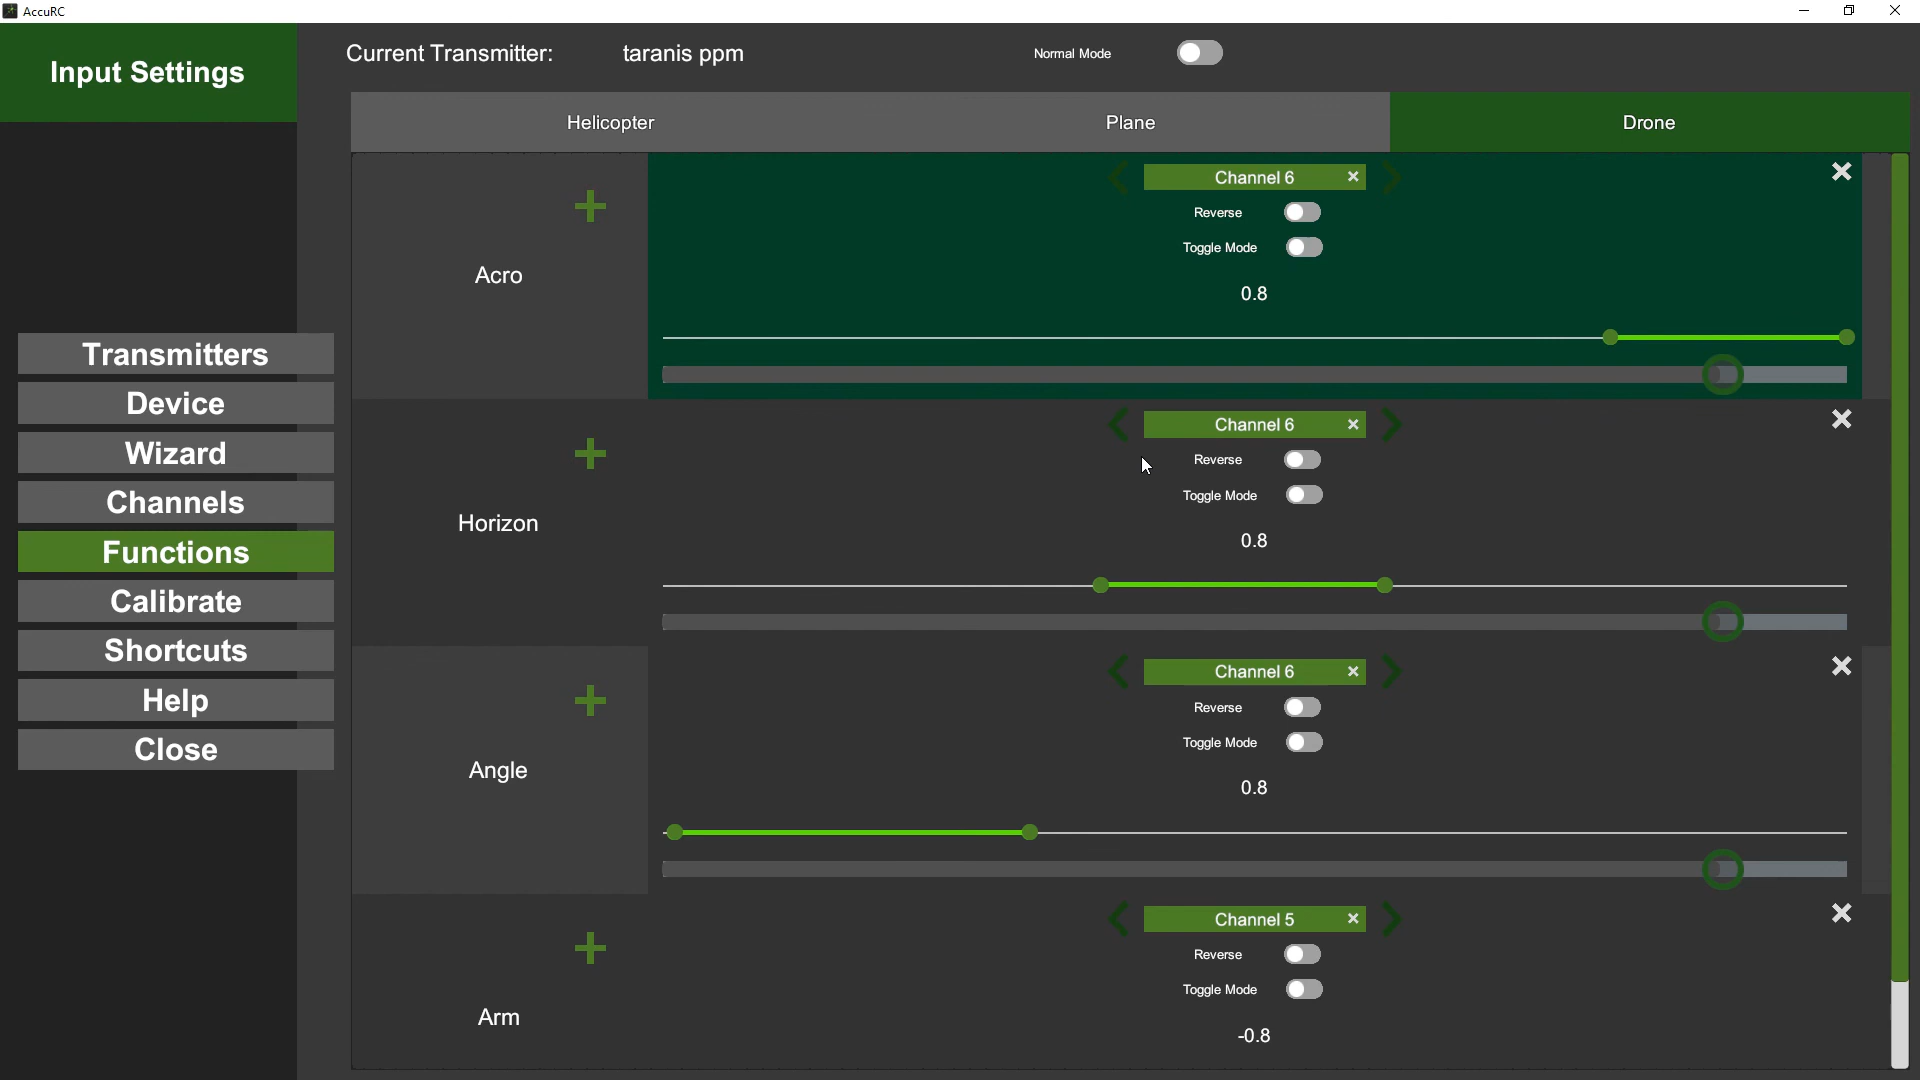 AccuRC
Input Settings
Current Transmitter: taranis ppm Normal Mode
Helicopter Plane Drone
Channel 6
Reverse
Toggle Mode
Acro
0.8
Transmitters
Device
Wizard
Channels
Functions
Calibrate
Shortcuts
Help
Close
Channel 6
Reverse
Toggle Mode
Horizon
0.8
Channel 6
Reverse
Toggle Mode
Angle
0.8
Channel 5
Reverse
Toggle Mode
Arm
-0.8